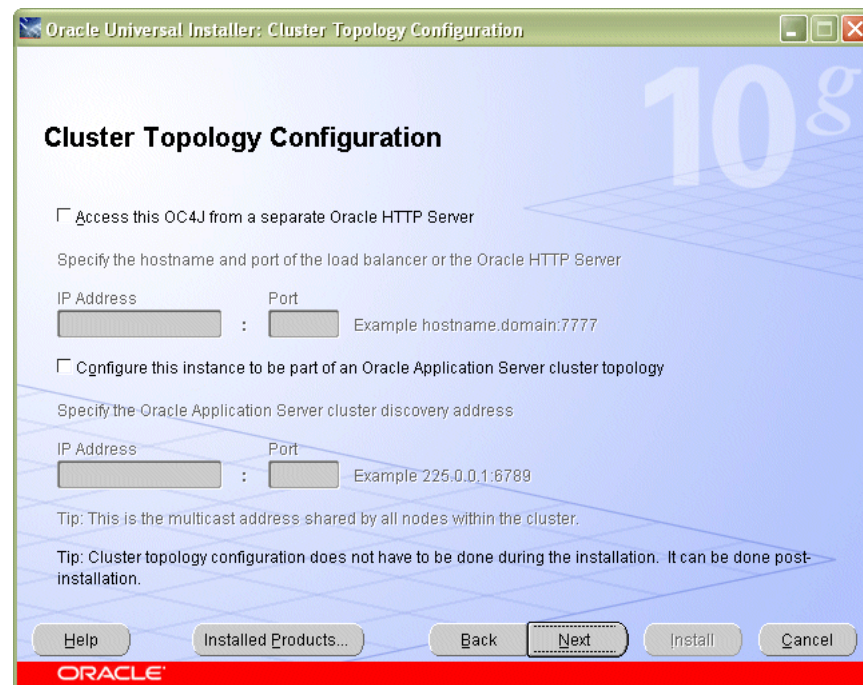 Oracle Universal Installer: Cluster Topology Configuration
10g
Cluster Topology Configuration
Access this OC4J from a separate Oracle HTTP Server
Specify the hostname and port of the load balancer or the Oracle HTTP Server
IP Address Port
: Example hostname.domain:7777
Configure this instance to be part of an Oracle Application Server cluster topology
Specify the Oracle Application Server cluster discovery address
IP Address Port
: Example 225.0.0.1:6789
Tip: This is the multicast address shared by all nodes within the cluster.
Tip: Cluster topology configuration does not have to be done during the installation. It can be done post-
installation.
Help Installed Products... Back Next Install Cancel
ORACLE